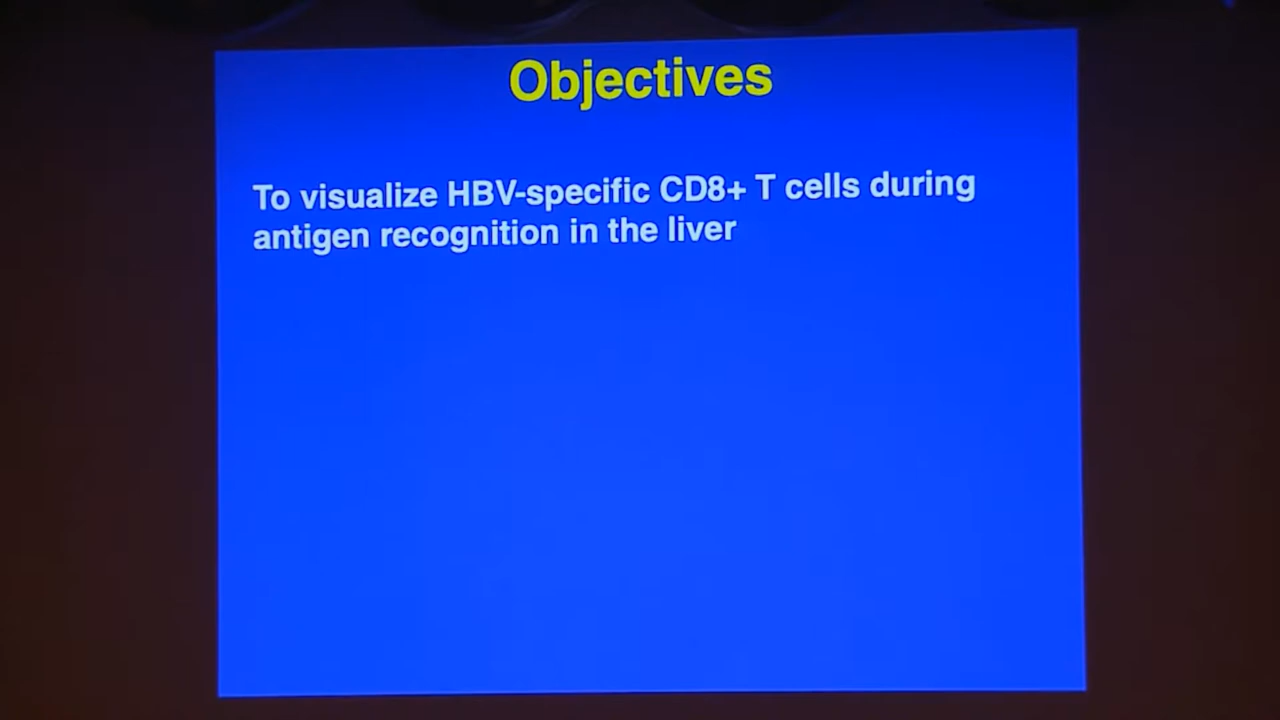 Objectives
To visualize HBV-specific CD8+ T cells during
antigen recognition in the liver